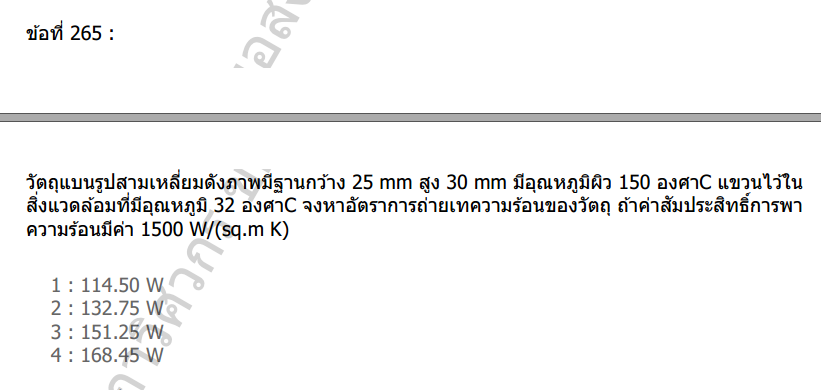 ข้อที่ 265 :
วัตถุแบนรูปสามเหลี่ยมดังภาพมีฐานกว้าง 25 mm สูง 30 mm มีอุณหภูมิผิว 150 องศาC แขวนไว้ใน
สิ่งแวดล้อมที่มีอุณหภูมิ 32 องศาC จงหาอัตราการถ่ายเทความร้อนของวัตถุ ถ้าค่าสัมประสิทธิ์การพา
ความร้อนมีค่า 1500 W/(sq.m K)
1 : 114.50 W
2 : 132.75 W
3 : 151.25 W
4 : 168.45 W